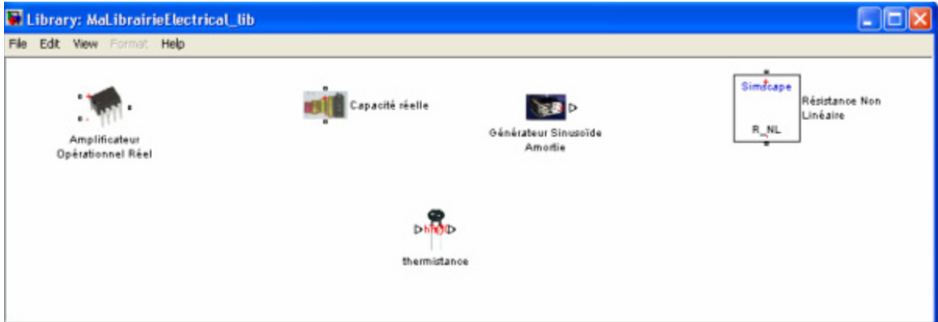 Library: MaLibrairieElectrical_lib
File Edit View Format Help
Amplificateur
Opérationnel Réel
Capacité réelle
Générateur Sinusoïde
Amortie
Simscape
R_NL
Résistance Non
Linéaire
thermistance